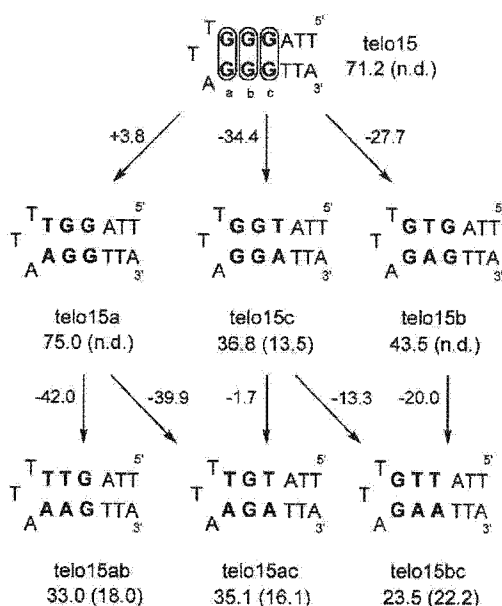 T G G G ATT 5'
T telo15
A G G G TTA 3' 71.2 (n.d.)
a b c
+3.8 -34.4 -27.7
T TGG ATT 5' T GGT ATT 5' T GTG ATT 5'
T T T
A AGG TTA 3' A GGA TTA 3' A GAG TTA 3'
telo15a telo15c telo15b
75.0 (n.d.) 36.8 (13.5) 43.5 (n.d.)
-42.0 -39.9 -1.7 -13.3 -20.0
T TTG ATT 5' T TGT ATT 5' T GTT ATT 5'
T T T
A AAG TTA 3' A AGA TTA 3' A GAA TTA 3'
telo15ab telo15ac telo15bc
33.0 (18.0) 35.1 (16.1) 23.5 (22.2)